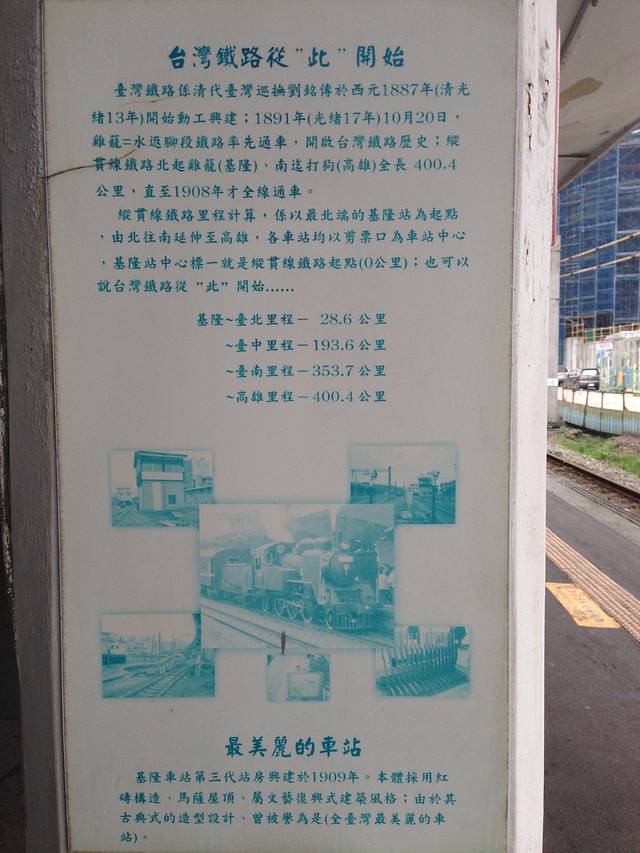 台灣鐵路從”此”開始
臺灣鐵路係清代臺灣巡撫劉銘傳於西元1887年(清光
緒13年)開始動工興建；1891年(光緒17年)10月20日，
雞籠=水返腳段鐵路率先通車，開啟台灣鐵路歷史；縱
貫線鐵路北起雞籠(基隆)、南迄打狗(高雄)全長 400.4
公里，直至1908年才全線通車。
縱貫線鐵路里程計算，係以最北端的基隆站為起點
，由北往南延伸至高雄，各車站均以剪票口為車站中心
，基隆站中心標一就是縱貫線鐵路起點(0公里)；也可以
說台灣鐵路從 ”此” 開始......
基隆~臺北里程－ 28.6 公里
~臺中里程－193.6 公里
~臺南里程－353.7 公里
~高雄里程－400.4 公里
最美麗的車站
基隆車站第三代站房興建於1909年。本體採用紅
磚構造、馬薩屋頂、屬文藝復興式建築風格；由於其
古典式的造型設計、曾被譽為是(全臺灣最美麗的車
站)。